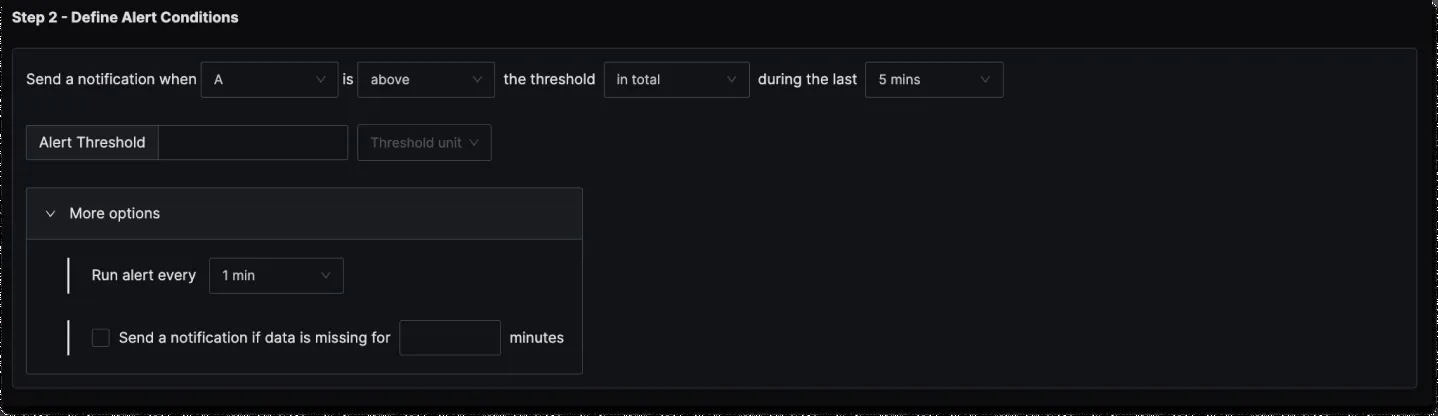 Step 2 - Define Alert Conditions
Send a notification when A is above the threshold in total during the last 5 mins
Alert Threshold Threshold unit
More options
Run alert every 1 min
Send a notification if data is missing for minutes